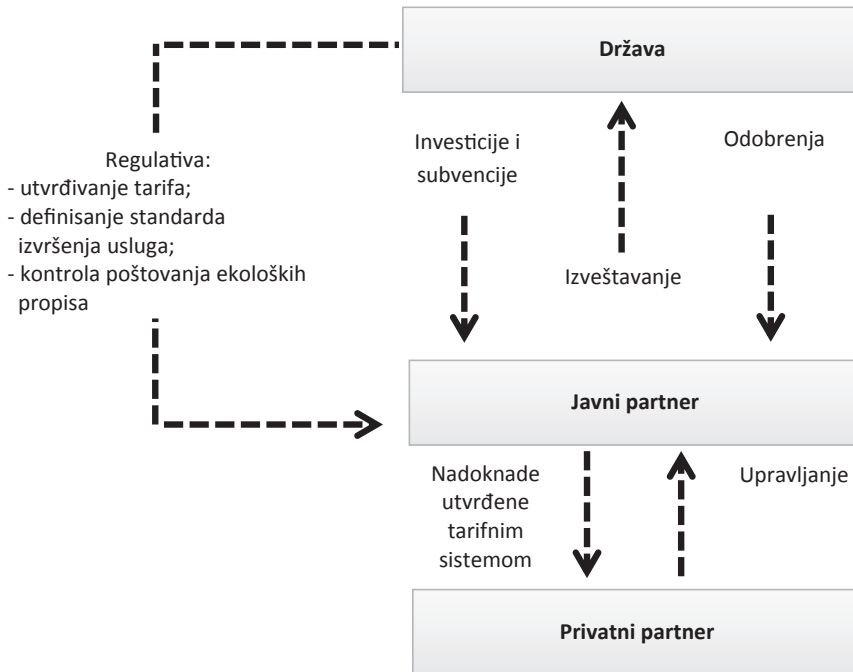 Država
Investicije i
subvencije
Odobrenja
Regulativa:
- utvrđivanje tarifa;
- definisanje standarda
izvršenja usluga;
- kontrola poštovanja ekoloških
propisa
Izveštavanje
Javni partner
Nadoknade
utvrđene
tarifnim
sistemom
Upravljanje
Privatni partner